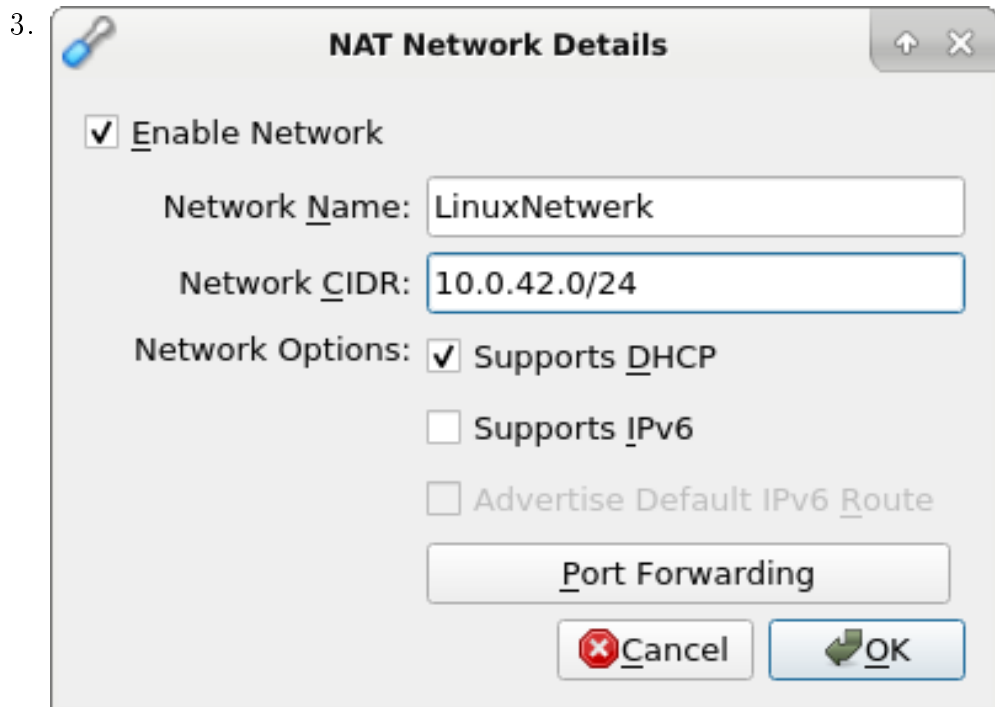 3.
NAT Network Details
Enable Network
Network Name: LinuxNetwerk
Network CIDR: 10.0.42.0/24
Network Options: Supports DHCP
Supports IPv6
Advertise Default IPv6 Route
Port Forwarding
Cancel OK